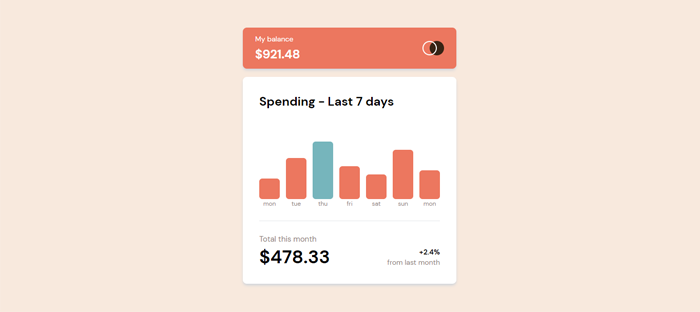 My balance
$921.48
Spending - Last 7 days
mon tue thu fri sat sun mon
Total this month
$478.33
+2.4%
from last month